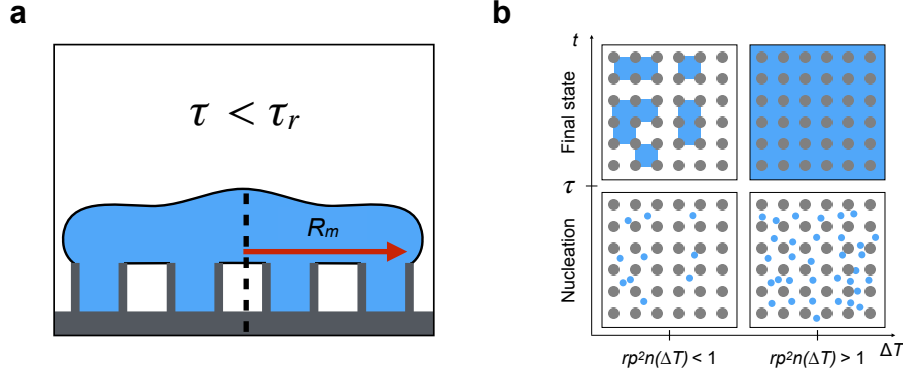 a
τ < τr
Rm
b
t
Final state
τ
Nucleation
rp²n(ΔT) < 1
rp²n(ΔT) > 1
ΔT